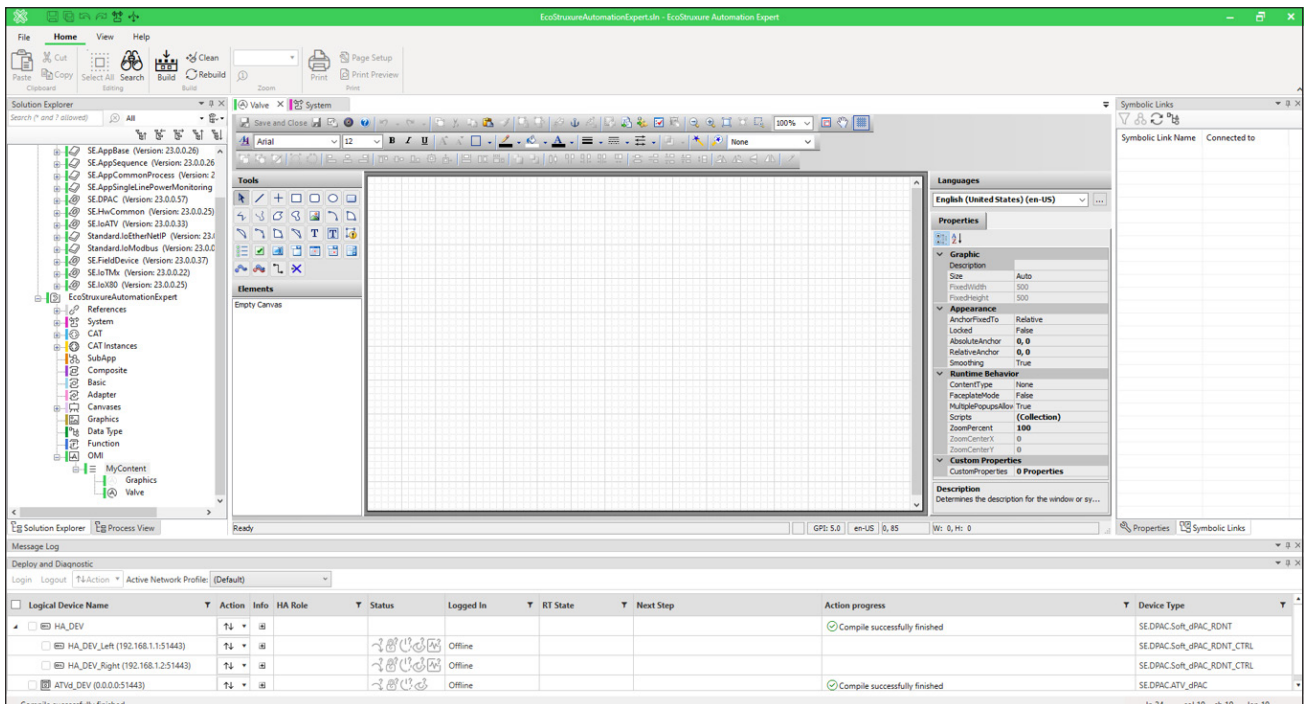 EcoStruxureAutomationExpert.sln - EcoStruxure Automation Expert
File Home View Help
Paste Cut Copy Select All Search Build Clean Rebuild Print Page Setup Print Preview
Clipboard Editing Build Zoom Print
Solution Explorer
Search (* and ? allowed) All
SE.AppBase (Version: 23.0.0.26)
SE.AppSequence (Version: 23.0.0.26
SE.AppCommonProcess (Version: 2
SE.AppSingleLinePowerMonitoring
SE.DPAC (Version: 23.0.0.57)
SE.HwCommon (Version: 23.0.0.25)
SE.IoATV (Version: 23.0.0.33)
Standard.IoEtherNetIP (Version: 23.
Standard.IoModbus (Version: 23.0.
SE.FieldDevice (Version: 23.0.0.37)
SE.IoTMx (Version: 23.0.0.22)
SE.IoX80 (Version: 23.0.0.25)
EcoStruxureAutomationExpert
References
System
CAT
CAT Instances
SubApp
Composite
Basic
Adapter
Canvases
Graphics
Data Type
Function
OMI
MyContent
Graphics
Valve
Solution Explorer Process View
Valve System
Save and Close 100%
Arial 12 B I U A None
Tools
Elements
Empty Canvas
Ready GPI: 5.0 en-US 0, 85 W: 0, H: 0
Languages
English (United States) (en-US) ...
Properties
Graphic
Description
Size Auto
FixedWidth 500
FixedHeight 500
Appearance
AnchorFixedTo Relative
Locked False
AbsoluteAnchor 0, 0
RelativeAnchor 0, 0
Smoothing True
Runtime Behavior
ContentType None
FaceplateMode False
MultiplePopupsAllow True
Scripts (Collection)
ZoomPercent 100
ZoomCenterX 0
ZoomCenterY 0
Custom Properties
CustomProperties 0 Properties
Description
Determines the description for the window or sy...
Symbolic Links
Symbolic Link Name Connected to
Properties Symbolic Links
Message Log
Deploy and Diagnostic
Login Logout Action Active Network Profile: (Default)
Logical Device Name Action Info HA Role Status Logged In RT State Next Step Action progress Device Type
HA_DEV Compile successfully finished SE.DPAC.Soft_dPAC_RDNT
HA_DEV_Left (192.168.1.1:51443) Offline SE.DPAC.Soft_dPAC_RDNT_CTRL
HA_DEV_Right (192.168.1.2:51443) Offline SE.DPAC.Soft_dPAC_RDNT_CTRL
ATVd_DEV (0.0.0.0:51443) Offline Compile successfully finished SE.DPAC.ATV_dPAC